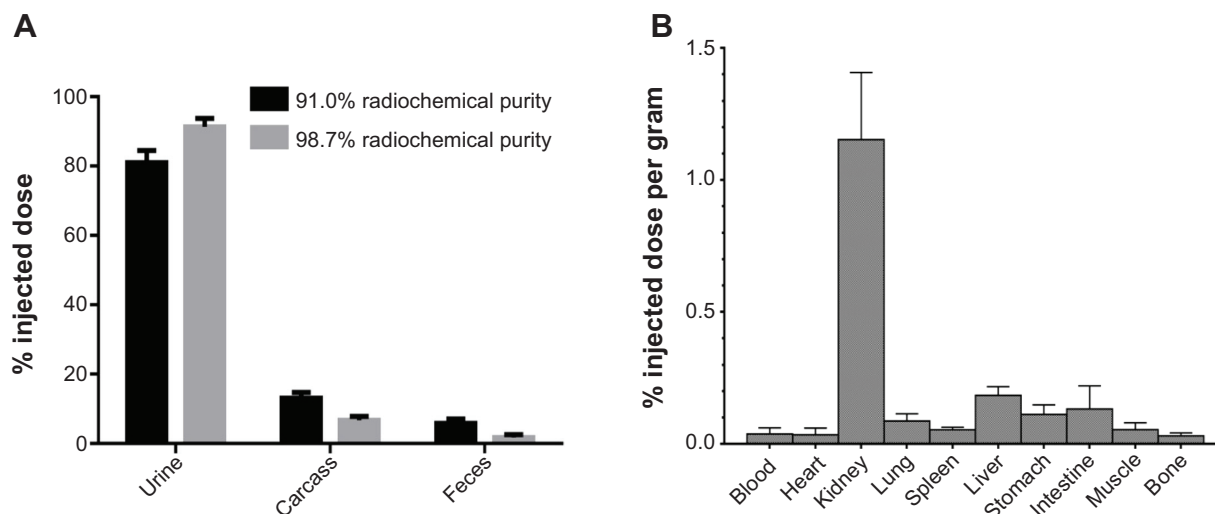 A
% injected dose
100
80
60
40
20
0
91.0% radiochemical purity
98.7% radiochemical purity
Urine
Carcass
Feces
B
% injected dose per gram
1.5
1.0
0.5
0.0
Blood
Heart
Kidney
Lung
Spleen
Liver
Stomach
Intestine
Muscle
Bone